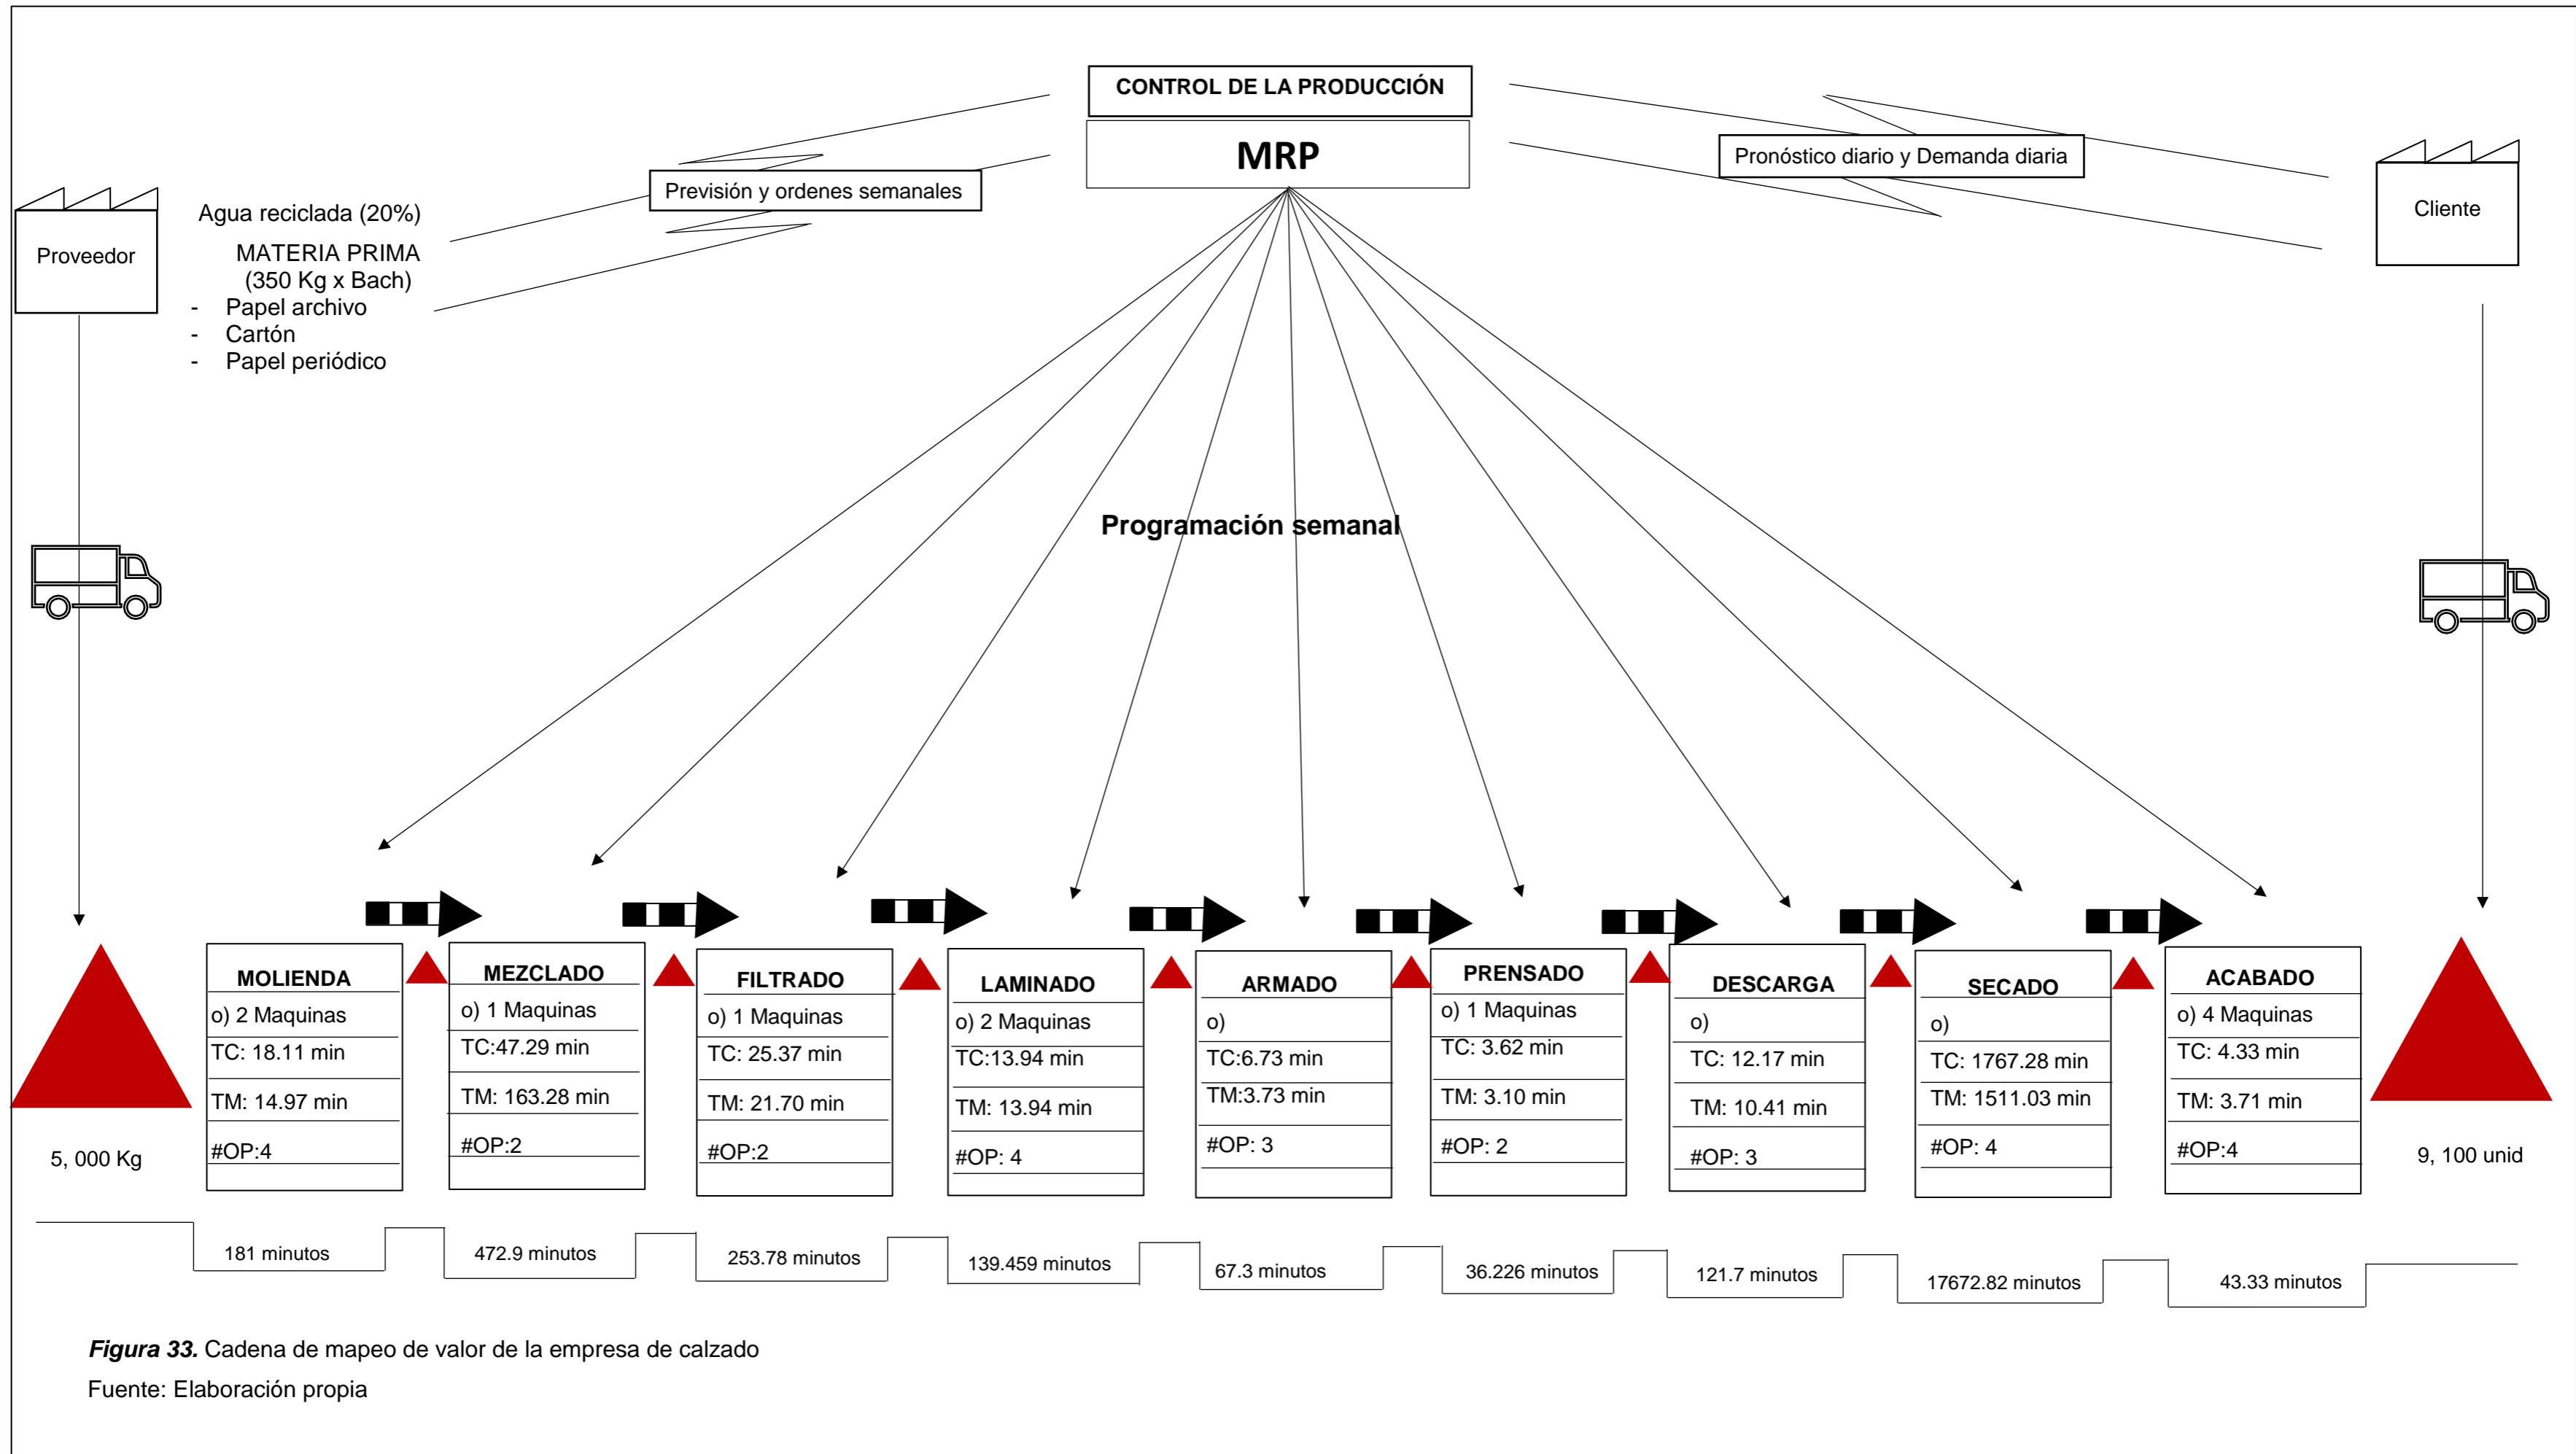 CONTROL DE LA PRODUCCIÓN
MRP
Previsión y ordenes semanales
Pronóstico diario y Demanda diaria
Proveedor
Agua reciclada (20%)
MATERIA PRIMA
(350 Kg x Bach)
- Papel archivo
- Cartón
- Papel periódico
Cliente
Programación semanal
5, 000 Kg
MOLIENDA
o) 2 Maquinas
TC: 18.11 min
TM: 14.97 min
#OP:4
MEZCLADO
o) 1 Maquinas
TC:47.29 min
TM: 163.28 min
#OP:2
FILTRADO
o) 1 Maquinas
TC: 25.37 min
TM: 21.70 min
#OP:2
LAMINADO
o) 2 Maquinas
TC:13.94 min
TM: 13.94 min
#OP: 4
ARMADO
o)
TC:6.73 min
TM:3.73 min
#OP: 3
PRENSADO
o) 1 Maquinas
TC: 3.62 min
TM: 3.10 min
#OP: 2
DESCARGA
o)
TC: 12.17 min
TM: 10.41 min
#OP: 3
SECADO
o)
TC: 1767.28 min
TM: 1511.03 min
#OP: 4
ACABADO
o) 4 Maquinas
TC: 4.33 min
TM: 3.71 min
#OP:4
9, 100 unid
181 minutos
472.9 minutos
253.78 minutos
139.459 minutos
67.3 minutos
36.226 minutos
121.7 minutos
17672.82 minutos
43.33 minutos
Figura 33. Cadena de mapeo de valor de la empresa de calzado
Fuente: Elaboración propia